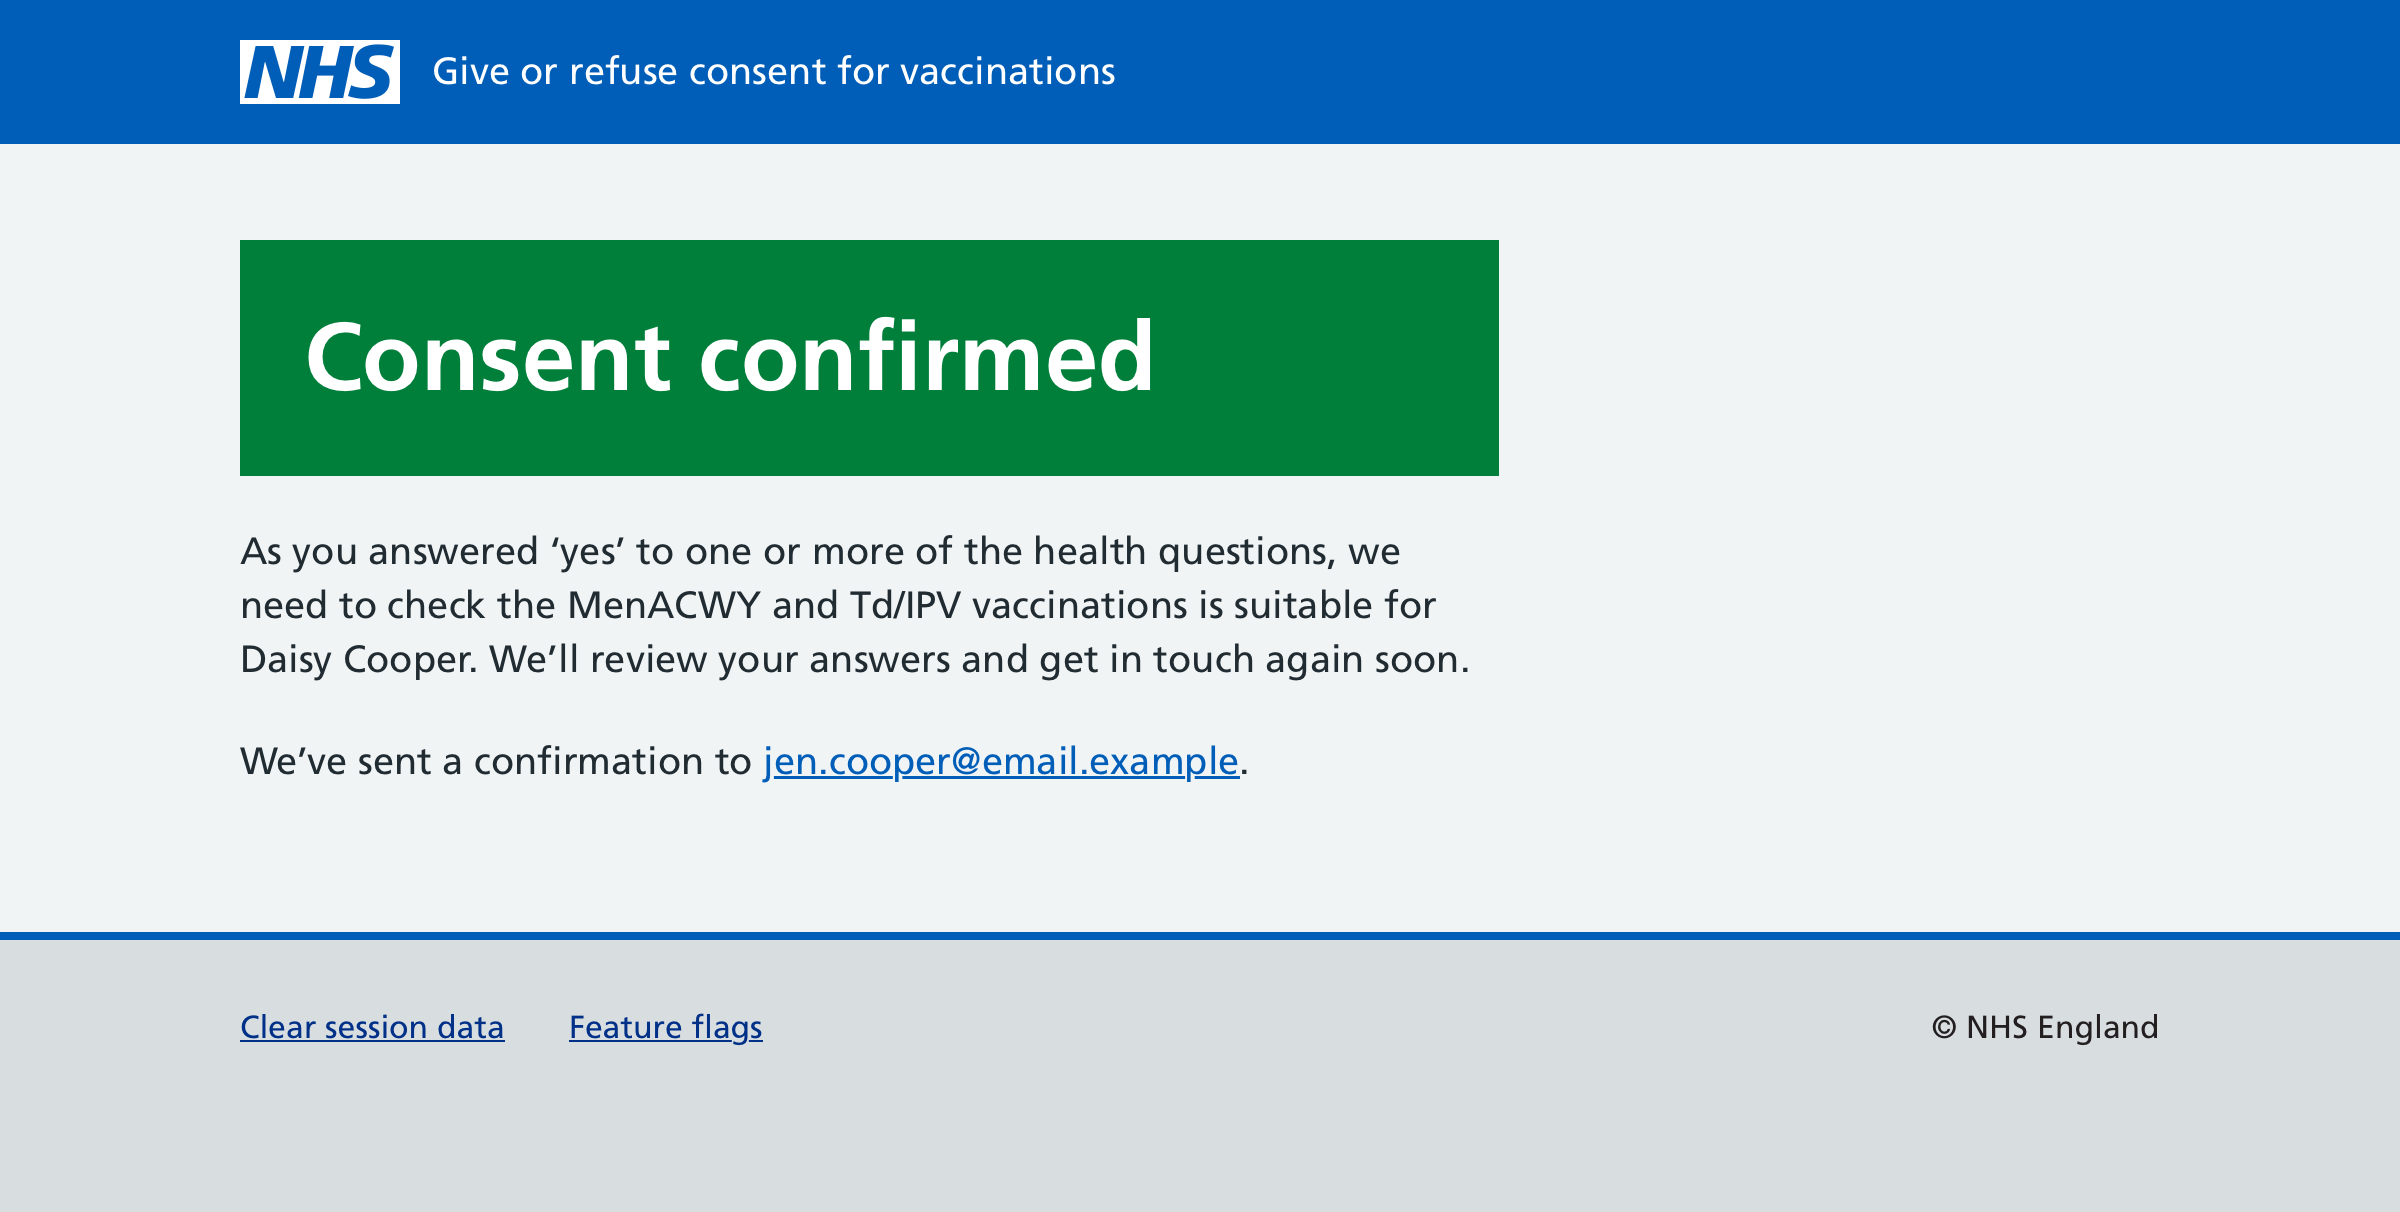 NHS Give or refuse consent for vaccinations
Consent confirmed
As you answered ‘yes’ to one or more of the health questions, we
need to check the MenACWY and Td/IPV vaccinations is suitable for
Daisy Cooper. We’ll review your answers and get in touch again soon.
We’ve sent a confirmation to jen.cooper@email.example.
Clear session data Feature flags © NHS England